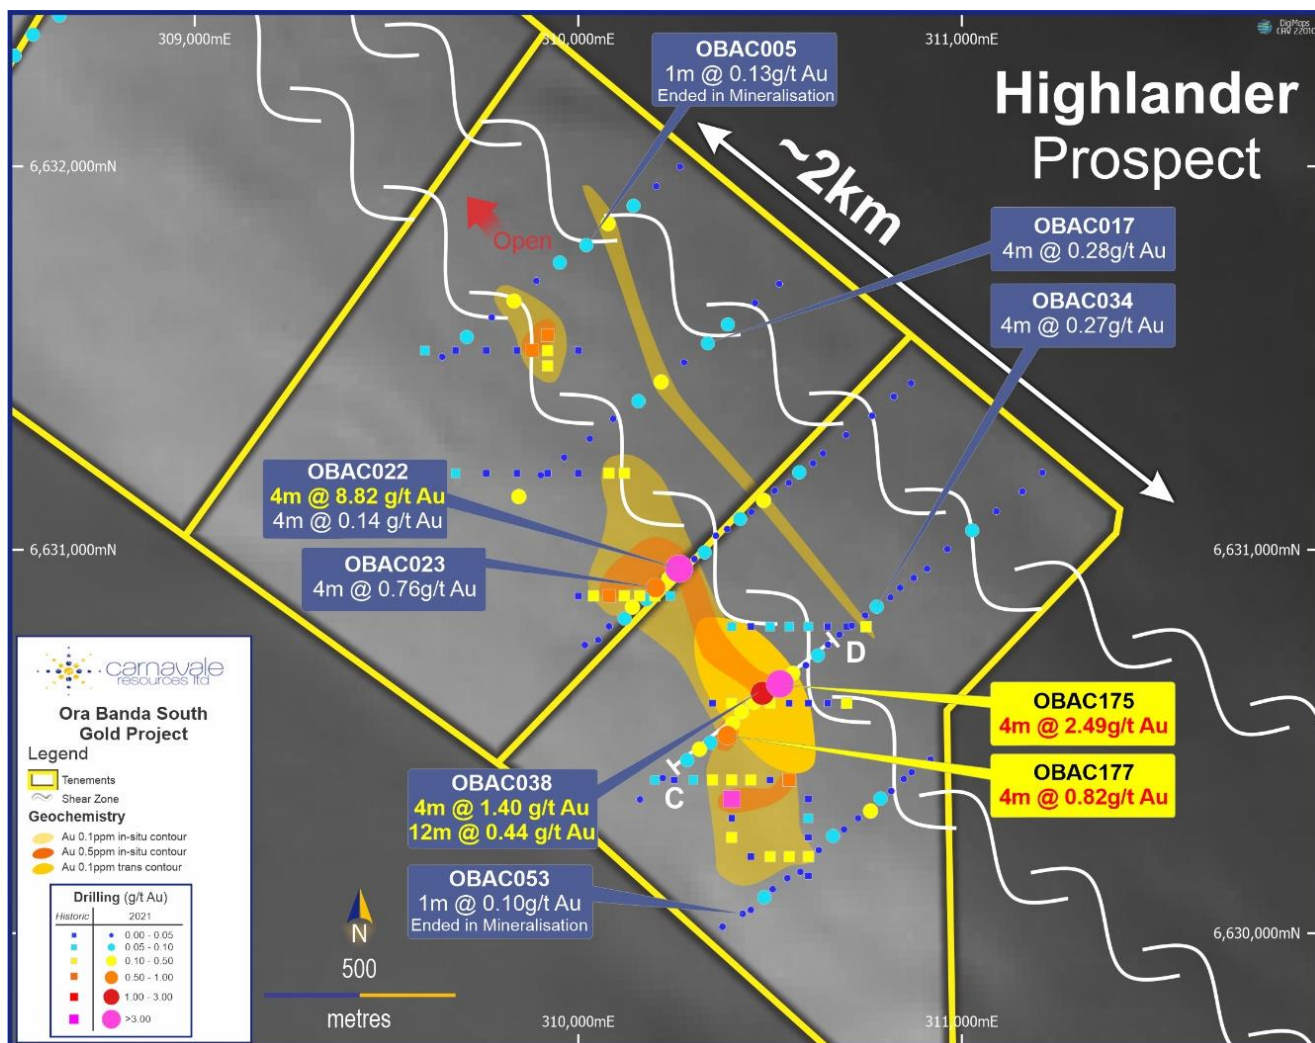 309,000mE
310,000mE
311,000mE
DigiMaps
Highlander
Prospect
~2km
6,632,000mN
6,632,000mN
OBAC005
1m @ 0.13g/t Au
Ended in Mineralisation
OBAC017
4m @ 0.28g/t Au
OBAC034
4m @ 0.27g/t Au
Open
OBAC022
4m @ 8.82 g/t Au
4m @ 0.14 g/t Au
OBAC023
4m @ 0.76g/t Au
6,631,000mN
6,631,000mN
D
C
OBAC175
4m @ 2.49g/t Au
OBAC177
4m @ 0.82g/t Au
OBAC038
4m @ 1.40 g/t Au
12m @ 0.44 g/t Au
OBAC053
1m @ 0.10g/t Au
Ended in Mineralisation
6,630,000mN
310,000mE
311,000mE
N
500
metres
carnavale
resources ltd
Ora Banda South
Gold Project
Legend
Tenements
Shear Zone
Geochemistry
Au 0.1ppm in-situ contour
Au 0.5ppm in-situ contour
Au 0.1ppm trans contour
Drilling (g/t Au)
Historic 2021
0.00 - 0.05
0.05 - 0.10
0.10 - 0.50
0.50 - 1.00
1.00 - 3.00
>3.00